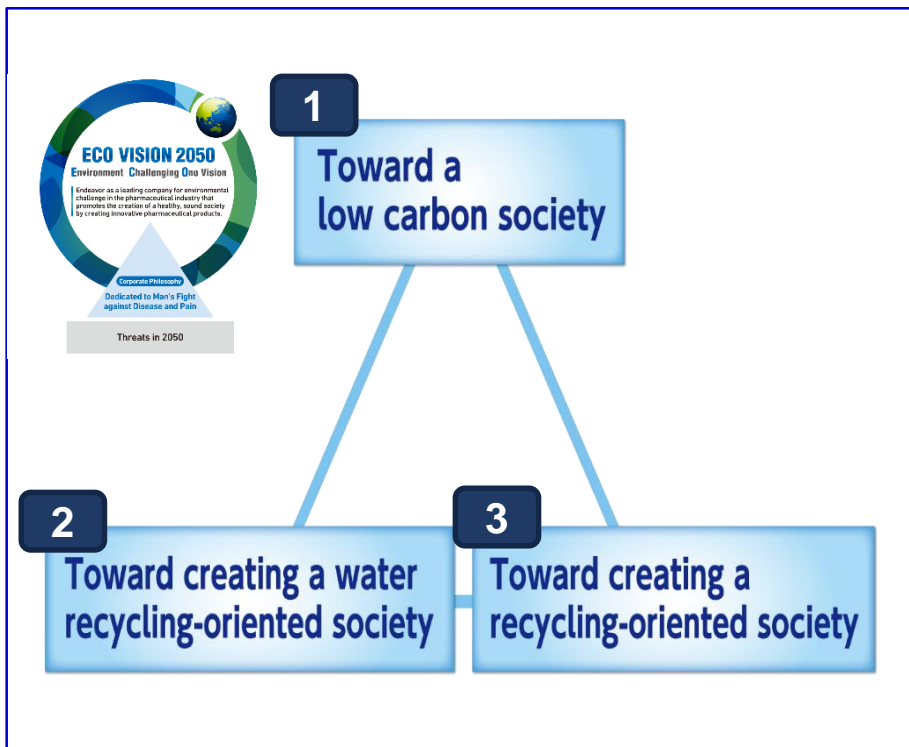 ECO VISION 2050
Environment Challenging Ono Vision
Endeavor as a leading company for environmental
challenge in the pharmaceutical industry that
promotes the creation of a healthy, sound society
by creating innovative pharmaceutical products.
Corporate Philosophy
Dedicated to Man's Fight
against Disease and Pain
Threats in 2050
1
Toward a
low carbon society
2
Toward creating a water
recycling-oriented society
3
Toward creating a
recycling-oriented society